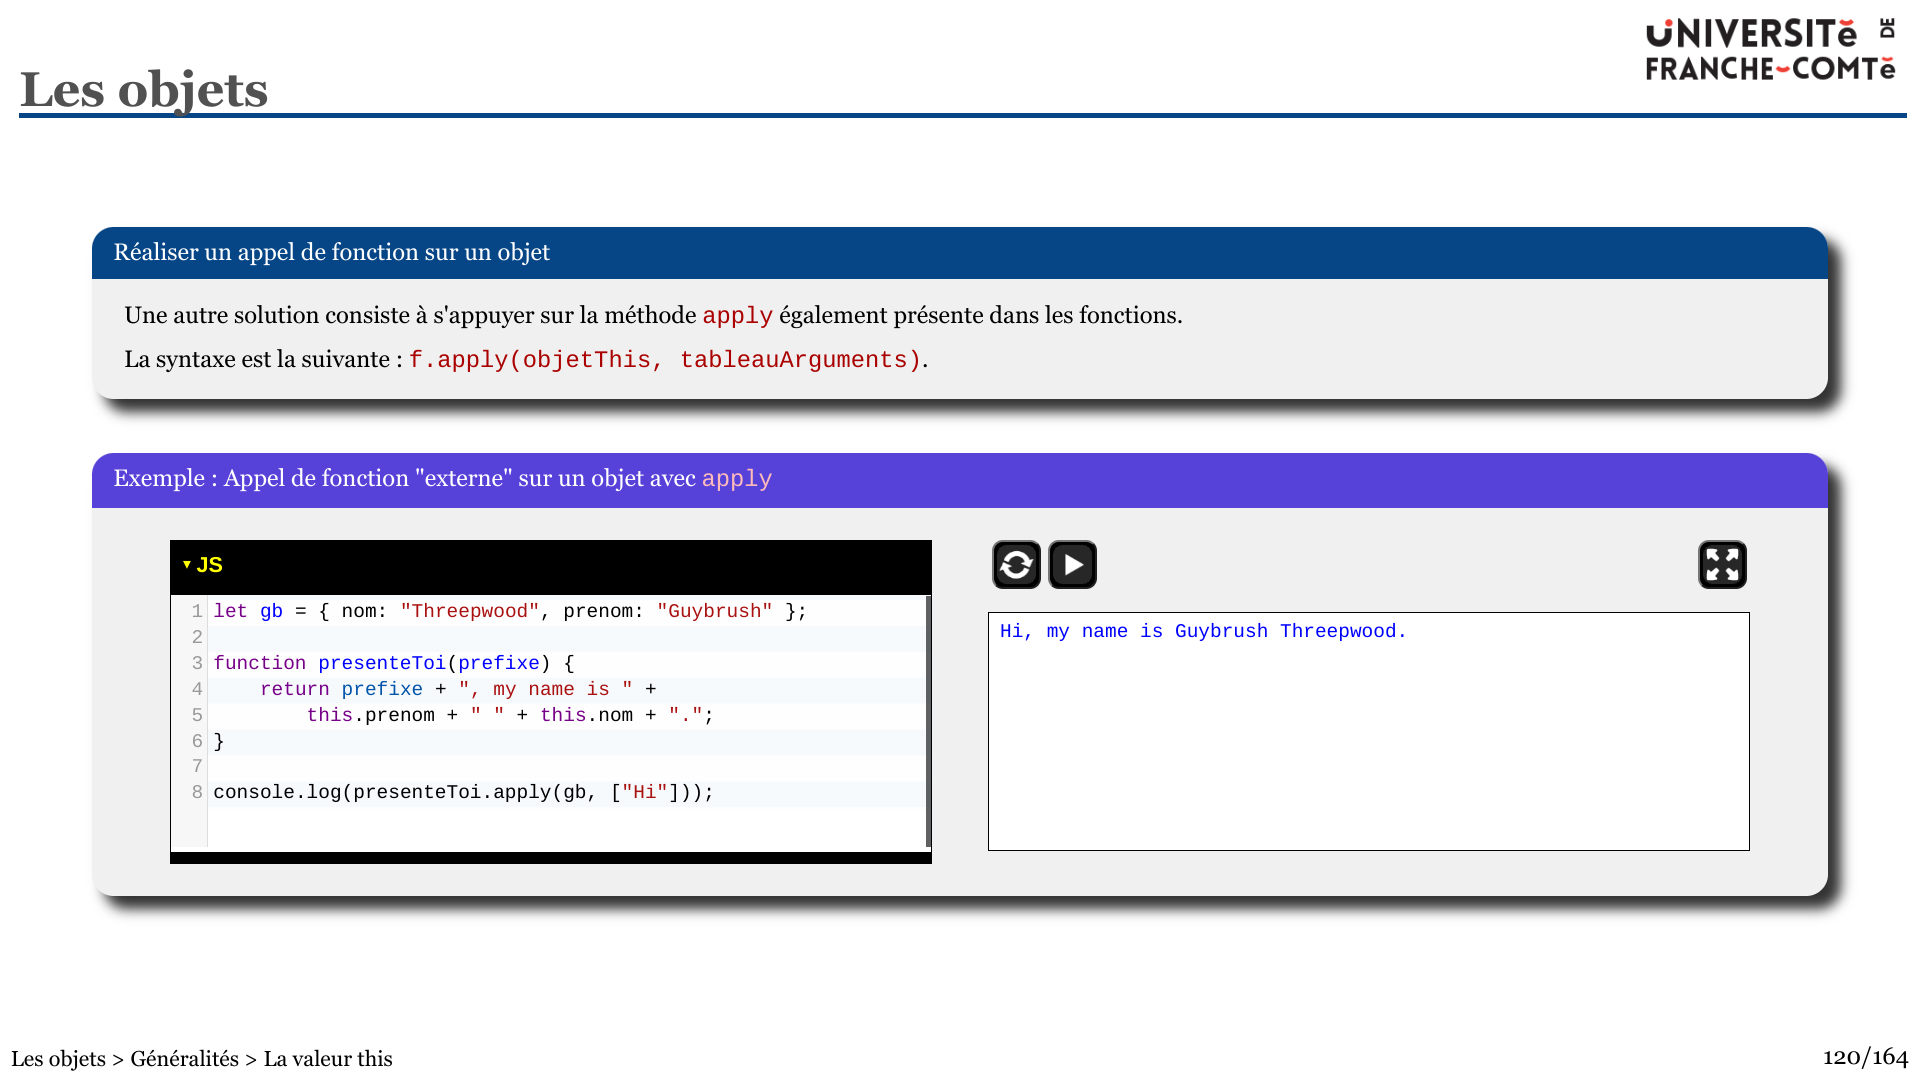 UNIVERSITĕ DE
FRANCHE-COMTĕ
Les objets
Réaliser un appel de fonction sur un objet
Une autre solution consiste à s'appuyer sur la méthode apply également présente dans les fonctions.
La syntaxe est la suivante : f.apply(objetThis, tableauArguments).
Exemple : Appel de fonction "externe" sur un objet avec apply
▾ JS
1 let gb = { nom: "Threepwood", prenom: "Guybrush" };
2
3 function presenteToi(prefixe) {
4     return prefixe + ", my name is " +
5         this.prenom + " " + this.nom + ".";
6 }
7
8 console.log(presenteToi.apply(gb, ["Hi"]));
Hi, my name is Guybrush Threepwood.
Les objets > Généralités > La valeur this
120/164